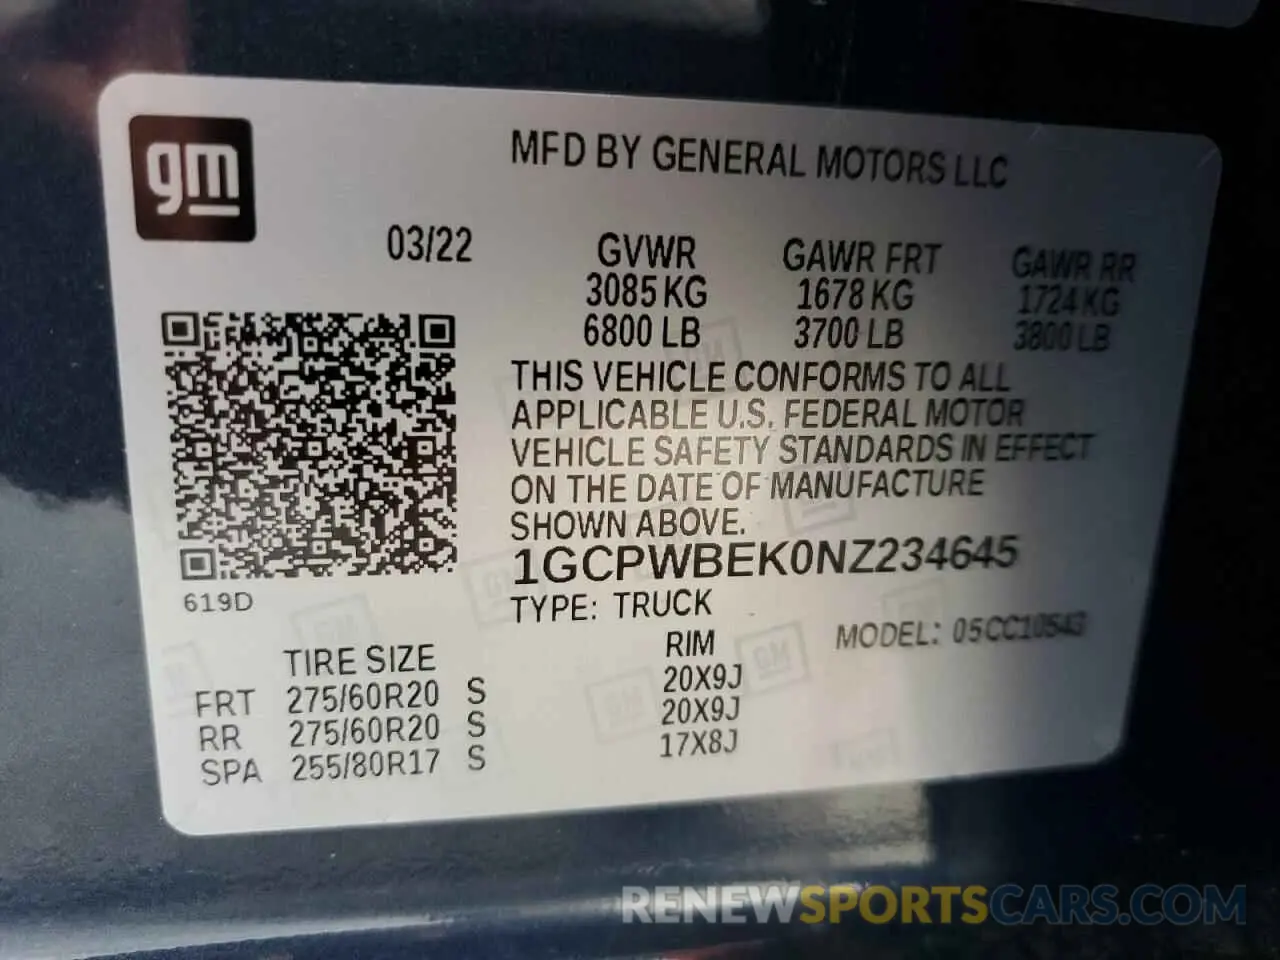 gm
MFD BY GENERAL MOTORS LLC
03/22
GVWR GAWR FRT GAWR RR
3085 KG 1678 KG 1724 KG
6800 LB 3700 LB 3800 LB
THIS VEHICLE CONFORMS TO ALL
APPLICABLE U.S. FEDERAL MOTOR
VEHICLE SAFETY STANDARDS IN EFFECT
ON THE DATE OF MANUFACTURE
SHOWN ABOVE.
1GCPWBEK0NZ234645
619D
TYPE: TRUCK
MODEL: 05CC10543
TIRE SIZE RIM
FRT 275/60R20 S 20X9J
RR 275/60R20 S 20X9J
SPA 255/80R17 S 17X8J
RENEWSPORTSCARS.COM